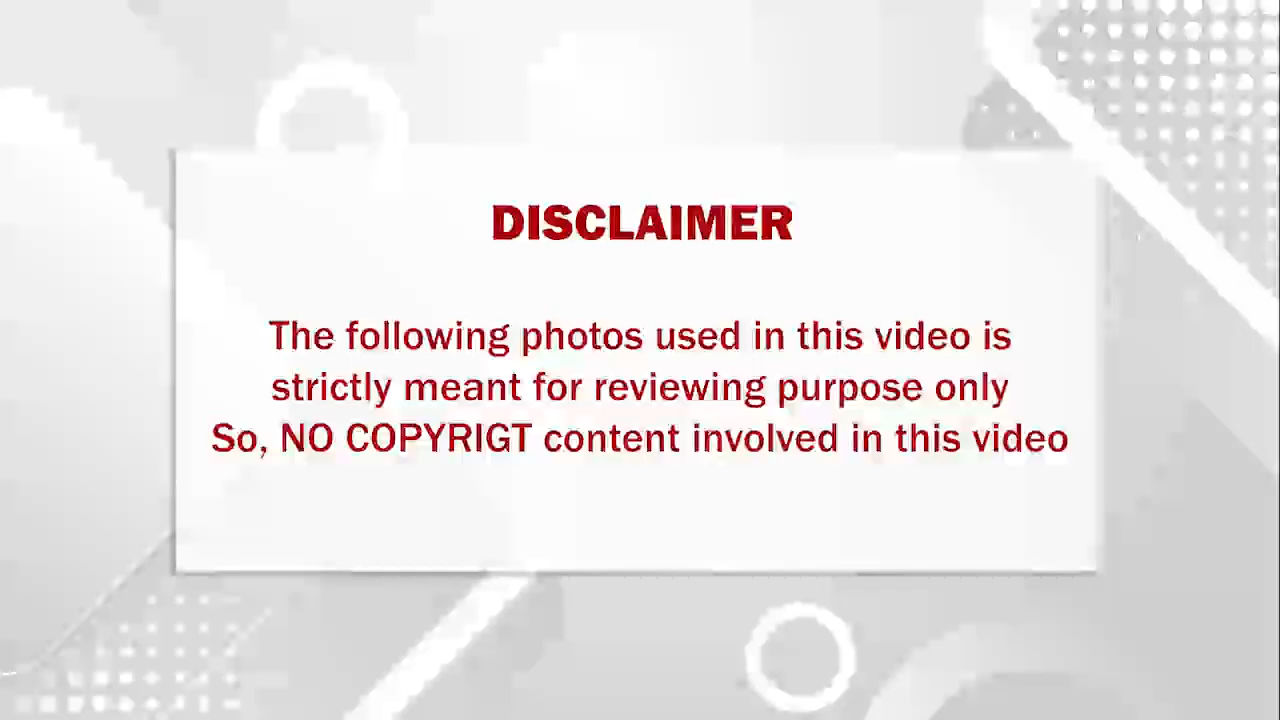 DISCLAIMER
The following photos used in this video is
strictly meant for reviewing purpose only
So, NO COPYRIGT content involved in this video